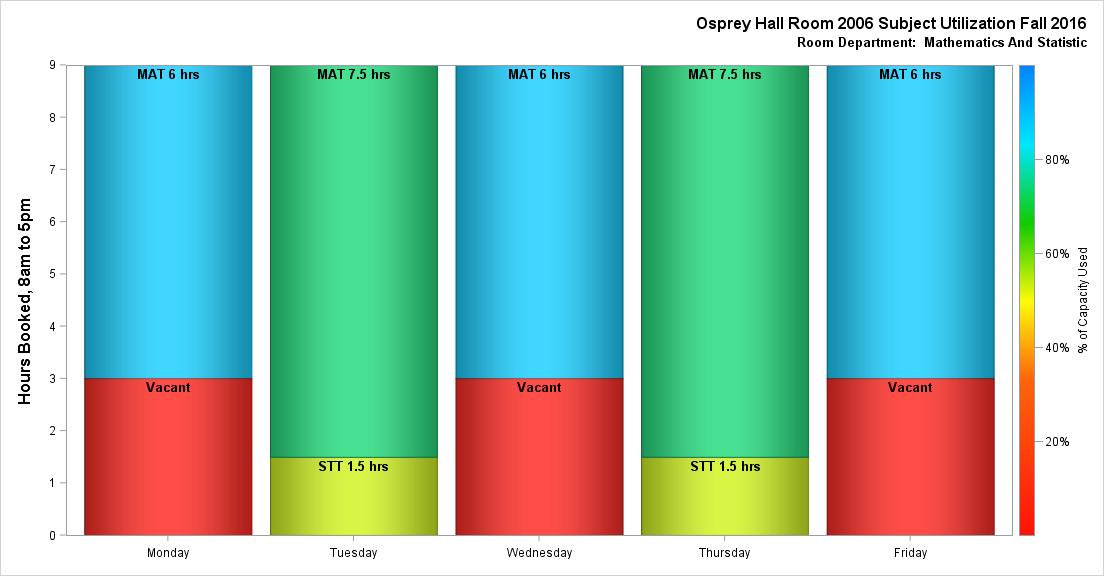 Osprey Hall Room 2006 Subject Utilization Fall 2016
Room Department:  Mathematics And Statistic
Hours Booked, 8am to 5pm
9
8
7
6
5
4
3
2
1
0
MAT 6 hrs
MAT 7.5 hrs
MAT 6 hrs
MAT 7.5 hrs
MAT 6 hrs
Vacant
Vacant
Vacant
STT 1.5 hrs
STT 1.5 hrs
Monday
Tuesday
Wednesday
Thursday
Friday
80%
60%
40%
20%
% of Capacity Used